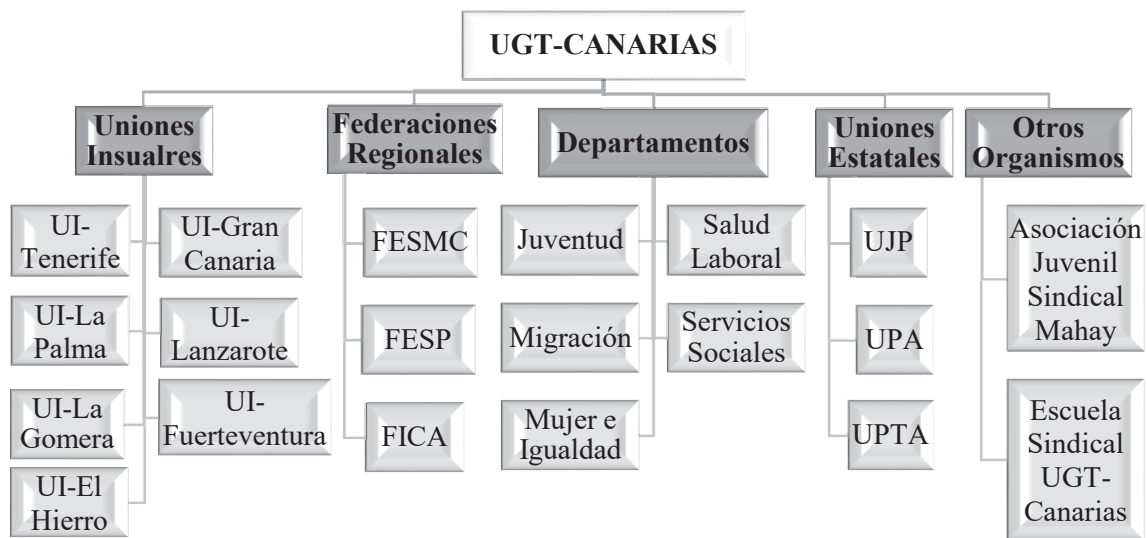 UGT-CANARIAS
Uniones
Insualres
Federaciones
Regionales
Departamentos
Uniones
Estatales
Otros
Organismos
UI-
Tenerife
UI-Gran
Canaria
UI-La
Palma
UI-
Lanzarote
UI-La
Gomera
UI-
Fuerteventura
UI-El
Hierro
FESMC
FESP
FICA
Juventud
Salud
Laboral
Migración
Servicios
Sociales
Mujer e
Igualdad
UJP
UPA
UPTA
Asociación
Juvenil
Sindical
Mahay
Escuela
Sindical
UGT-
Canarias